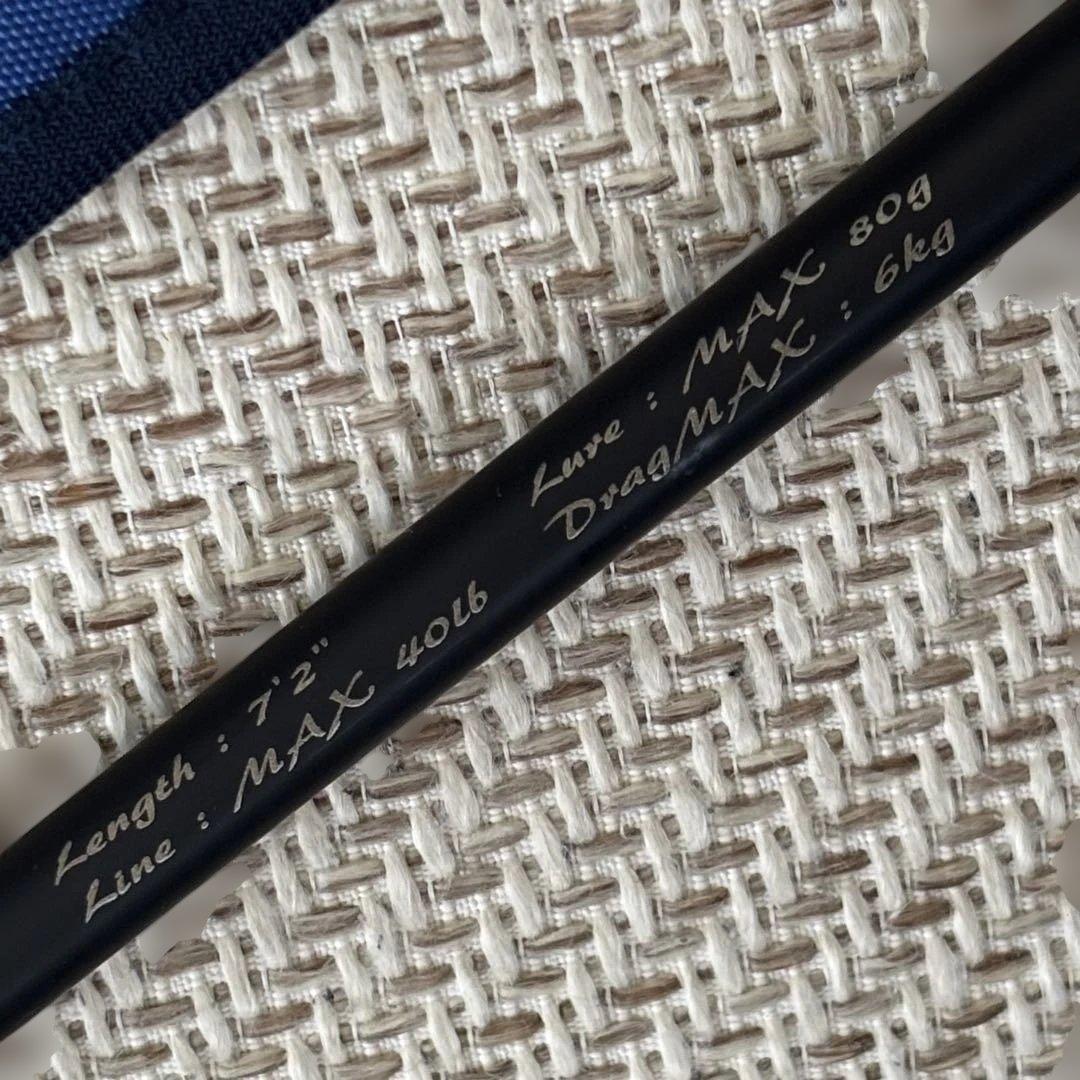 Length : 7'2"
Line : MAX 40lb
Lure : MAX 80g
DragMAX : 6kg